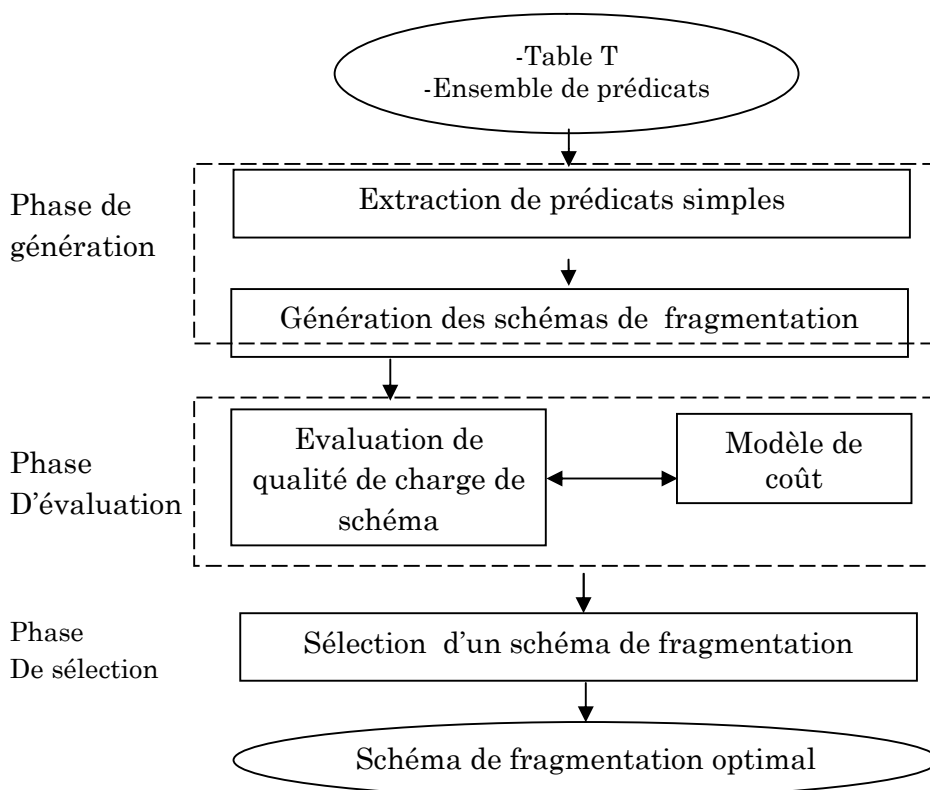 -Table T
-Ensemble de prédicats
Phase de
génération
Extraction de prédicats simples
Génération des schémas de fragmentation
Phase
D'évaluation
Evaluation de
qualité de charge de
schéma
Modèle de
coût
Phase
De sélection
Sélection d'un schéma de fragmentation
Schéma de fragmentation optimal